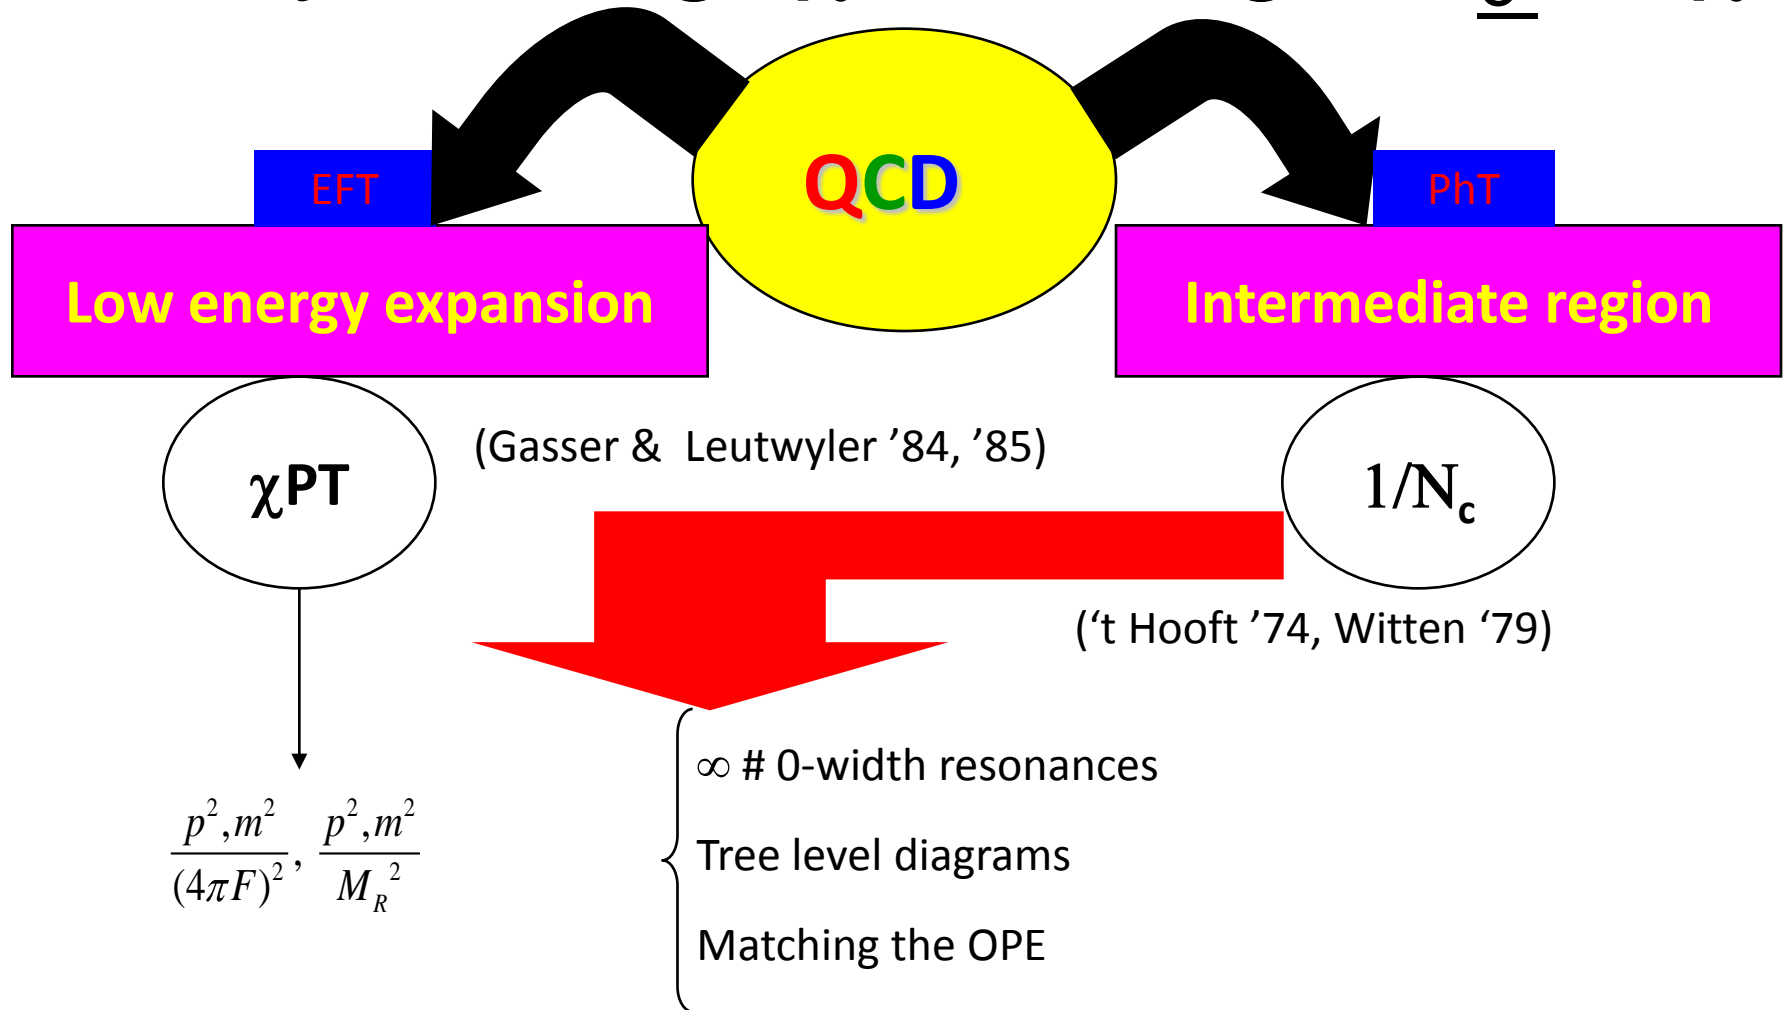 QCD
EFT
PhT
Low energy expansion
Intermediate region
(Gasser &  Leutwyler ’84, ’85)
χPT
1/N_c
(‘t Hooft ’74, Witten ‘79)
∞ # 0-width resonances
p²,m²/(4πF)², p²,m²/M_R²
Tree level diagrams
Matching the OPE